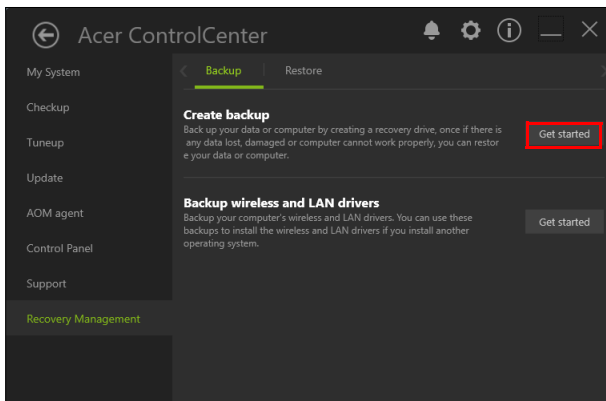 Acer ControlCenter
My System
Checkup
Tuneup
Update
AOM agent
Control Panel
Support
Recovery Management
Backup
Restore
Create backup
Back up your data or computer by creating a recovery drive, once if there is
any data lost, damaged or computer cannot work properly, you can restor
e your data or computer.
Get started
Backup wireless and LAN drivers
Backup your computer's wireless and LAN drivers. You can use these
backups to install the wireless and LAN drivers if you install another
operating system.
Get started